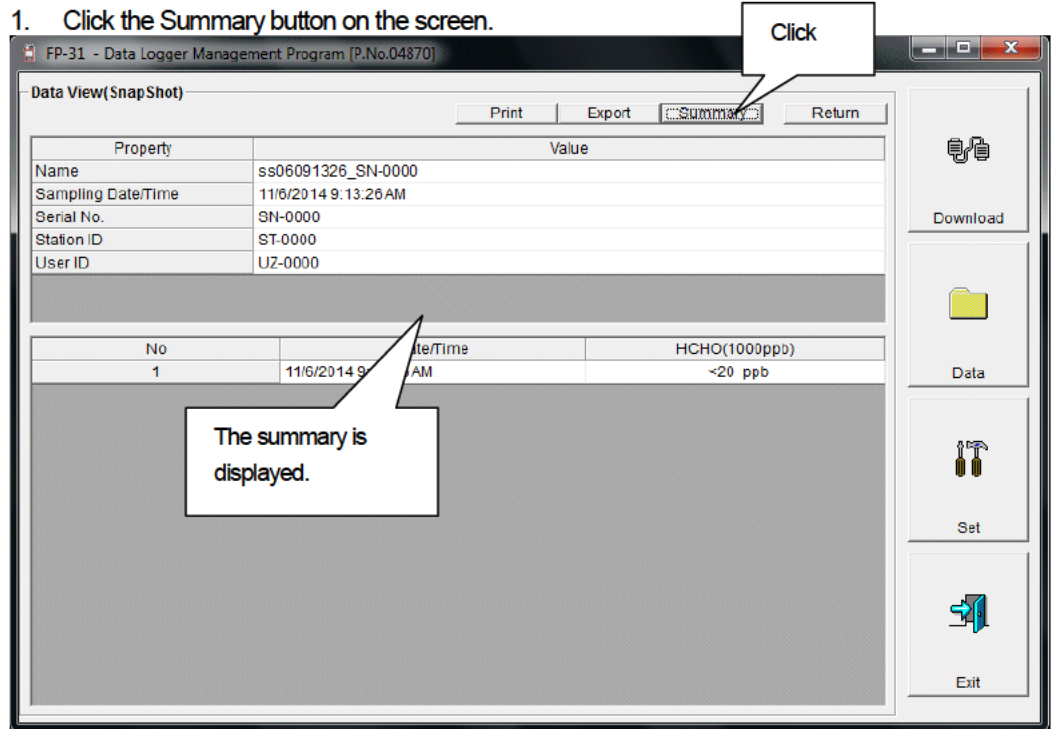 1. Click the Summary button on the screen.
Click
FP-31 - Data Logger Management Program [P.No.04870]
Data View(SnapShot)
Print Export Summary Return
Property Value
Name ss06091326_SN-0000
Sampling Date/Time 11/6/2014 9:13:26 AM
Serial No. SN-0000
Station ID ST-0000
User ID UZ-0000
Download
No ate/Time HCHO(1000ppb)
1 11/6/2014 9: AM <20 ppb
Data
The summary is
displayed.
Set
Exit